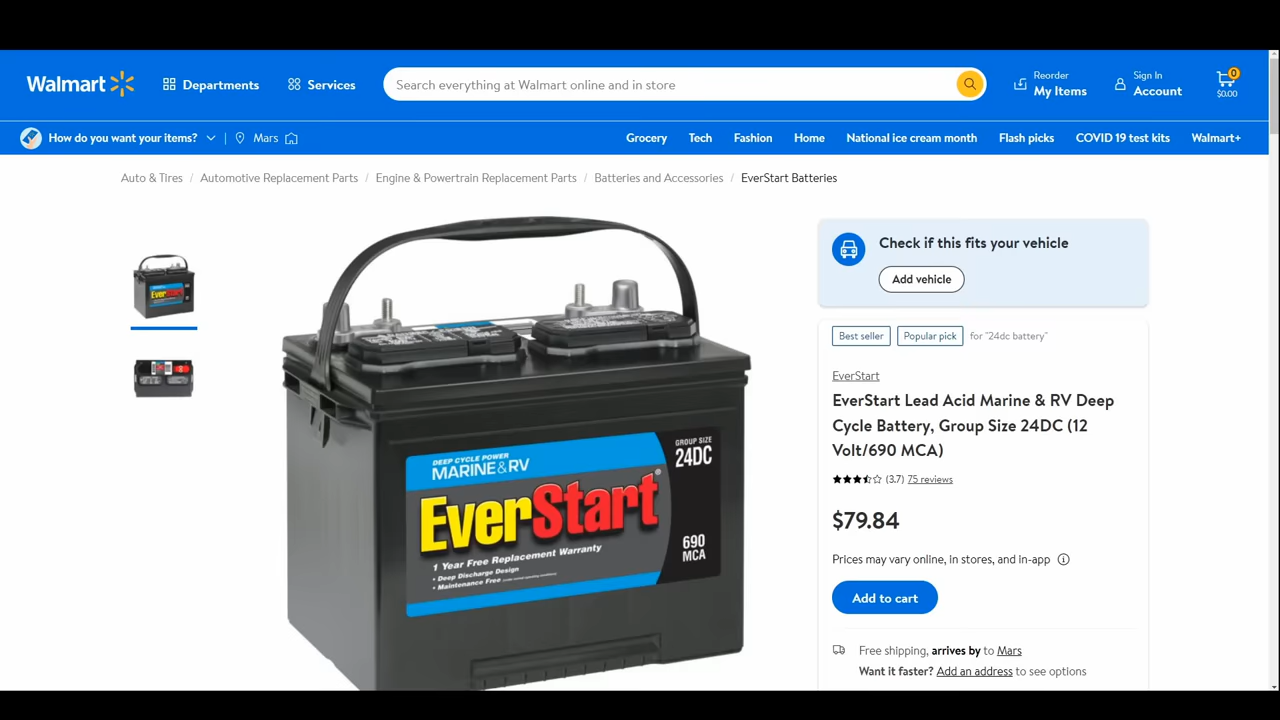 Walmart
Departments
Services
Search everything at Walmart online and in store
Reorder
My Items
Sign In
Account
0
$0.00
How do you want your items?
Mars
Grocery
Tech
Fashion
Home
National ice cream month
Flash picks
COVID 19 test kits
Walmart+
Auto & Tires / Automotive Replacement Parts / Engine & Powertrain Replacement Parts / Batteries and Accessories / EverStart Batteries
DEEP CYCLE POWER
MARINE & RV
GROUP SIZE
24DC
EverStart®
690
MCA
1 Year Free Replacement Warranty
• Deep Discharge Design
• Maintenance Free
Check if this fits your vehicle
Add vehicle
Best seller
Popular pick
for "24dc battery"
EverStart
EverStart Lead Acid Marine & RV Deep
Cycle Battery, Group Size 24DC (12
Volt/690 MCA)
(3.7) 75 reviews
$79.84
Prices may vary online, in stores, and in-app
Add to cart
Free shipping, arrives by to Mars
Want it faster? Add an address to see options